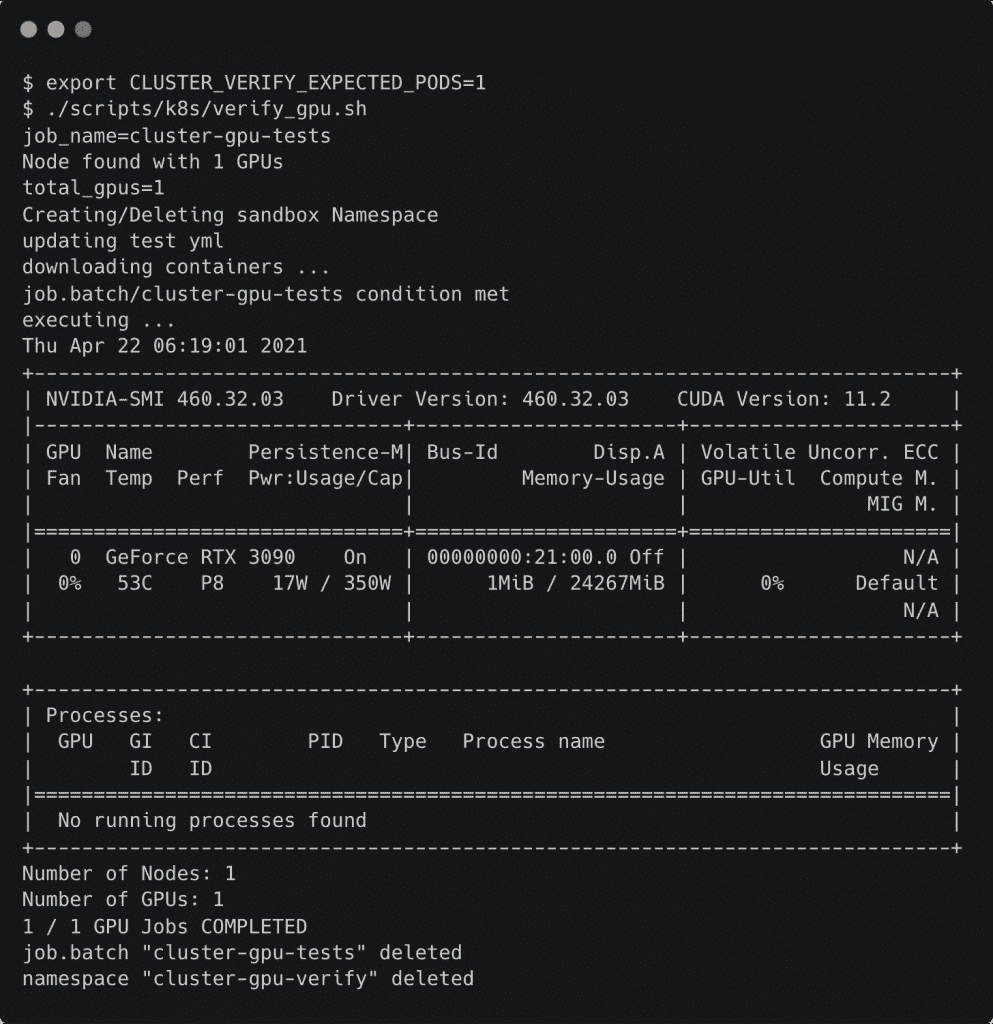 $ export CLUSTER_VERIFY_EXPECTED_PODS=1
$ ./scripts/k8s/verify_gpu.sh
job_name=cluster-gpu-tests
Node found with 1 GPUs
total_gpus=1
Creating/Deleting sandbox Namespace
updating test yml
downloading containers ...
job.batch/cluster-gpu-tests condition met
executing ...
Thu Apr 22 06:19:01 2021
+-----------------------------------------------------------------------------+
| NVIDIA-SMI 460.32.03    Driver Version: 460.32.03    CUDA Version: 11.2     |
|-------------------------------+----------------------+----------------------+
| GPU  Name        Persistence-M| Bus-Id        Disp.A | Volatile Uncorr. ECC |
| Fan  Temp  Perf  Pwr:Usage/Cap|         Memory-Usage | GPU-Util  Compute M. |
|                               |                      |               MIG M. |
|===============================+======================+======================|
|   0  GeForce RTX 3090    On   | 00000000:21:00.0 Off |                  N/A |
|  0%   53C    P8    17W / 350W |      1MiB / 24267MiB |      0%      Default |
|                               |                      |                  N/A |
+-------------------------------+----------------------+----------------------+
+-----------------------------------------------------------------------------+
| Processes:                                                                  |
|  GPU   GI   CI        PID   Type   Process name                  GPU Memory |
|        ID   ID                                                   Usage      |
|=============================================================================|
|  No running processes found                                                 |
+-----------------------------------------------------------------------------+
Number of Nodes: 1
Number of GPUs: 1
1 / 1 GPU Jobs COMPLETED
job.batch "cluster-gpu-tests" deleted
namespace "cluster-gpu-verify" deleted